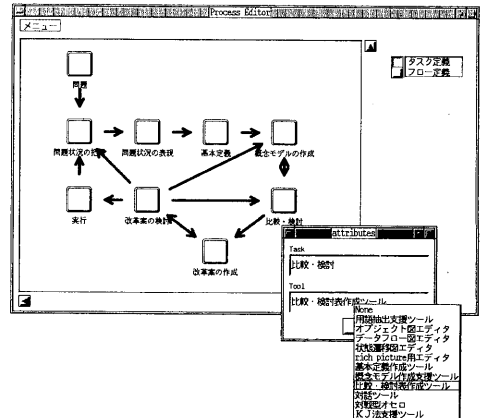 Process Editor
メニュー
タスク定義
フロー定義
問題
問題状況の把
問題状況の表現
基本定義
概念モデルの作成
実行
改革案の検討
比較・検討
改革案の作成
attributes
Task
比較・検討
Tool
比較・検討表作成ツール
None
用語抽出支援ツール
オブジェクト図エディタ
データフロー図エディタ
状態遷移図エディタ
rich picture用エディタ
基本定義作成ツール
概念モデル作成支援ツール
比較・検討表作成ツール
対話ツール
対戦型オセロ
KJ法支援ツール